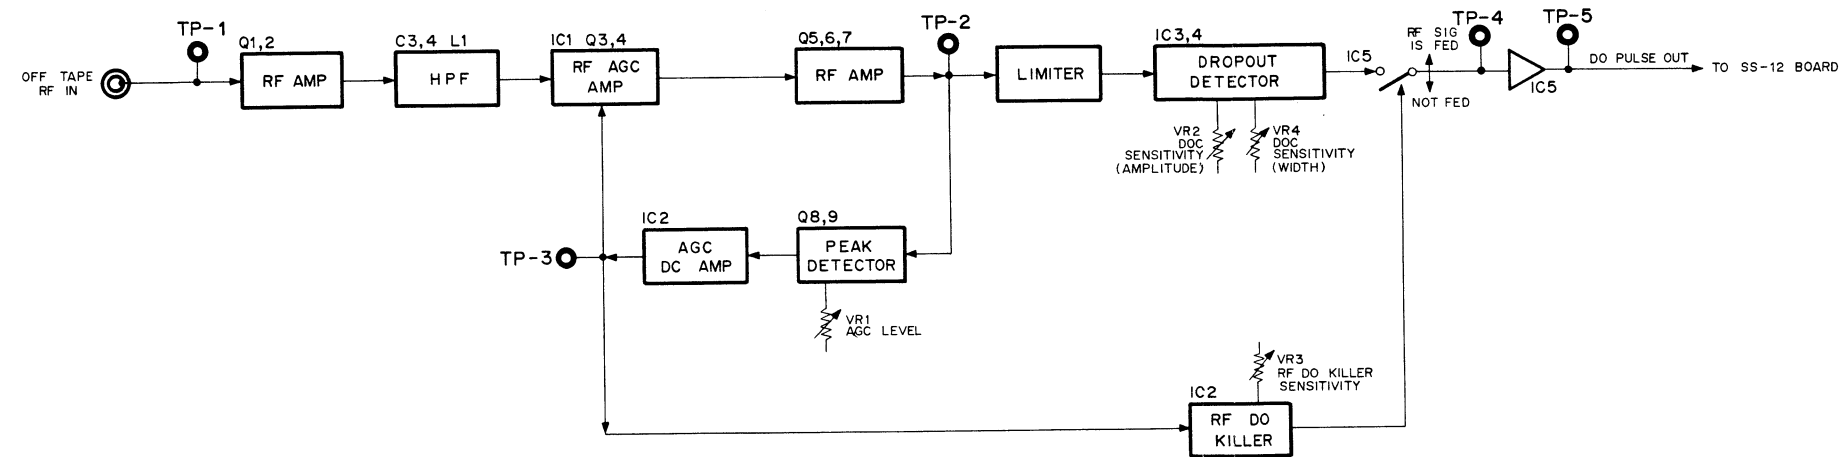 TP-1
OFF TAPE
RF IN
Q1,2
RF AMP
C3,4 L1
HPF
IC1 Q3,4
RF AGC
AMP
Q5,6,7
RF AMP
TP-2
LIMITER
IC3,4
DROPOUT
DETECTOR
VR2
DOC
SENSITIVITY
(AMPLITUDE)
VR4
DOC
SENSITIVITY
(WIDTH)
IC5
RF SIG
IS FED
NOT FED
TP-4
IC5
TP-5
DO PULSE OUT
TO SS-12 BOARD
TP-3
IC2
AGC
DC AMP
Q8,9
PEAK
DETECTOR
VR1
AGC LEVEL
VR3
RF DO KILLER
SENSITIVITY
IC2
RF DO
KILLER